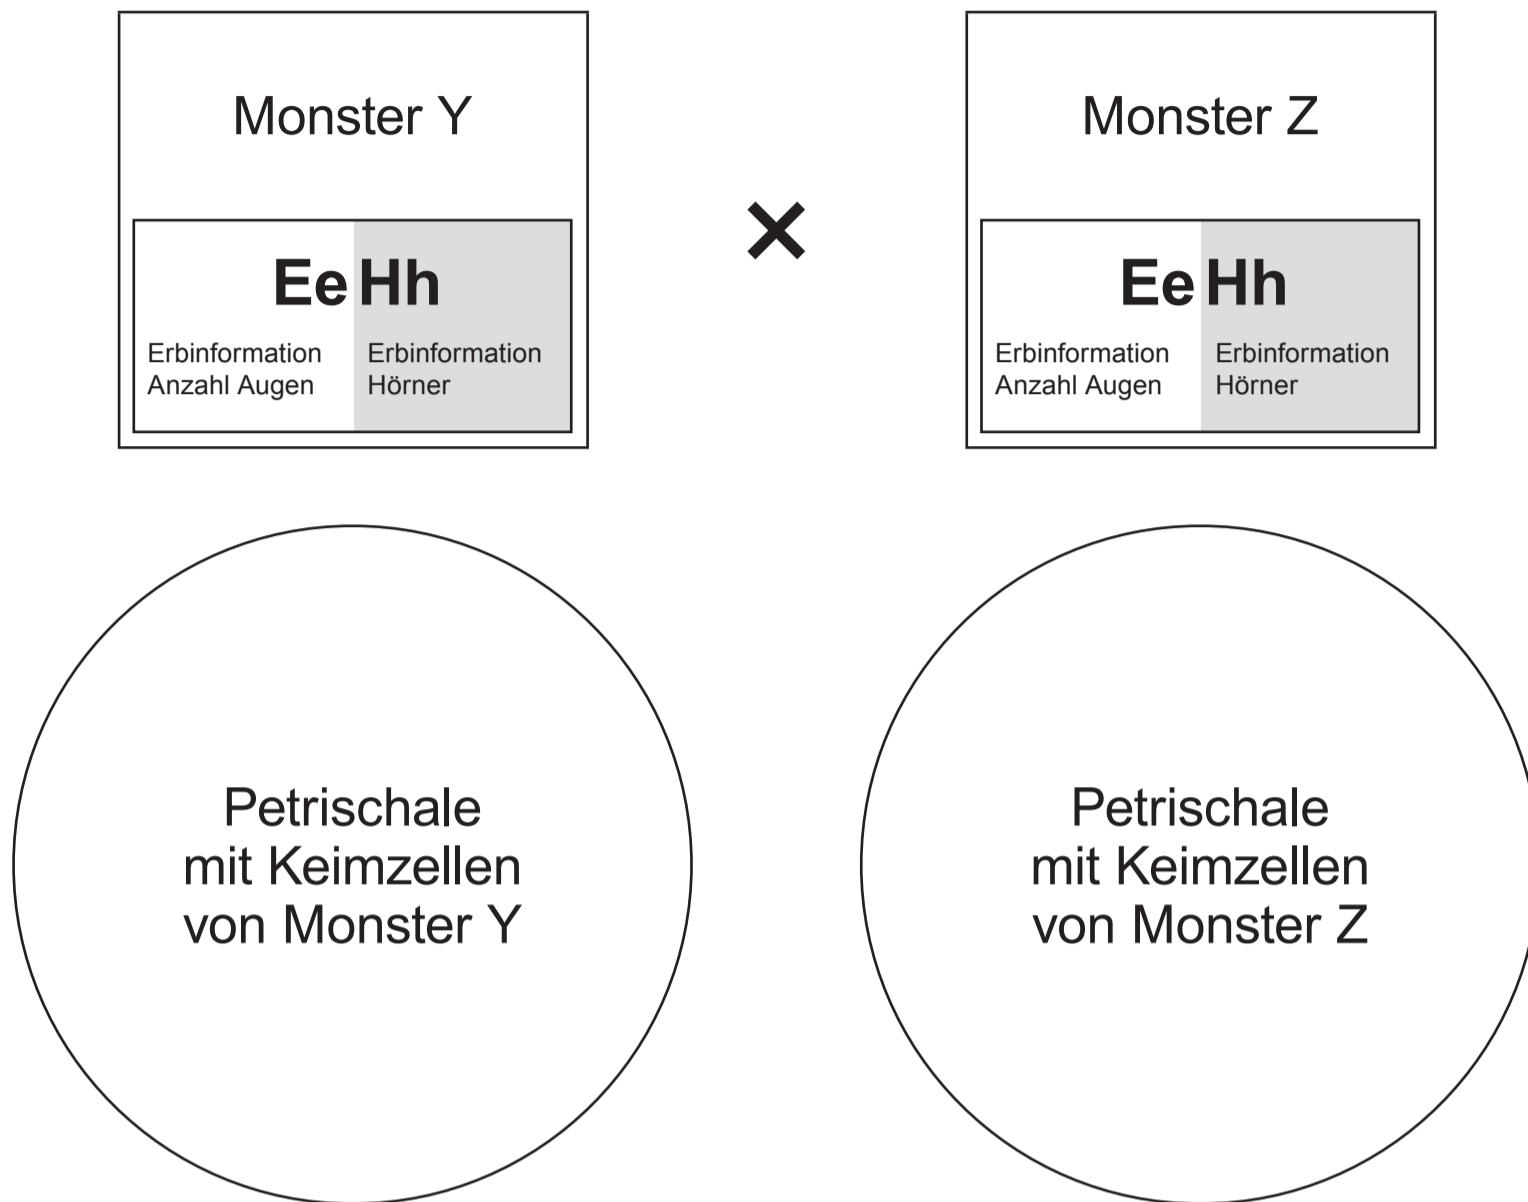 Monster Y
Ee Hh
Erbinformation
Anzahl Augen
Erbinformation
Hörner
×
Monster Z
Ee Hh
Erbinformation
Anzahl Augen
Erbinformation
Hörner
Petrischale
mit Keimzellen
von Monster Y
Petrischale
mit Keimzellen
von Monster Z